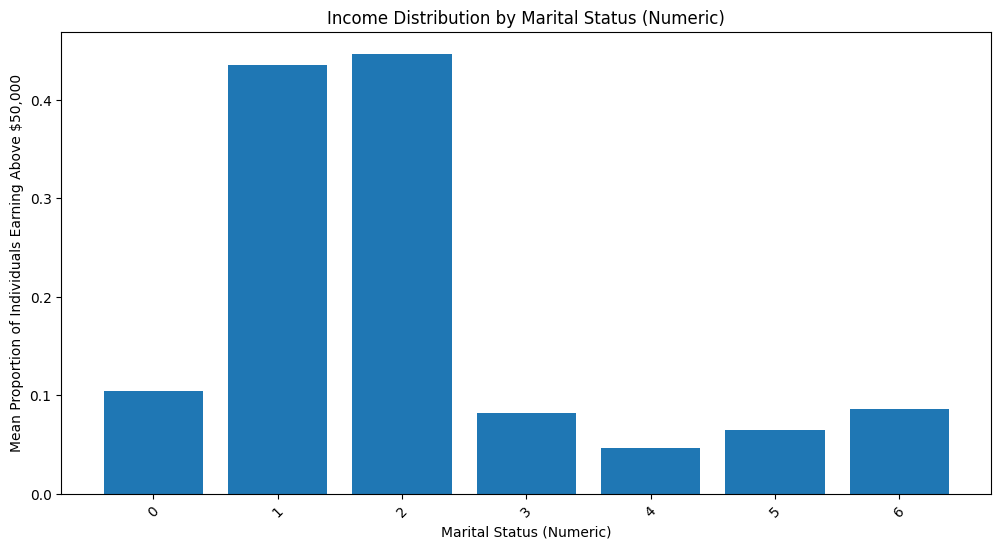 Income Distribution by Marital Status (Numeric)
Mean Proportion of Individuals Earning Above $50,000
0.4
0.3
0.2
0.1
0.0
0 1 2 3 4 5 6
Marital Status (Numeric)